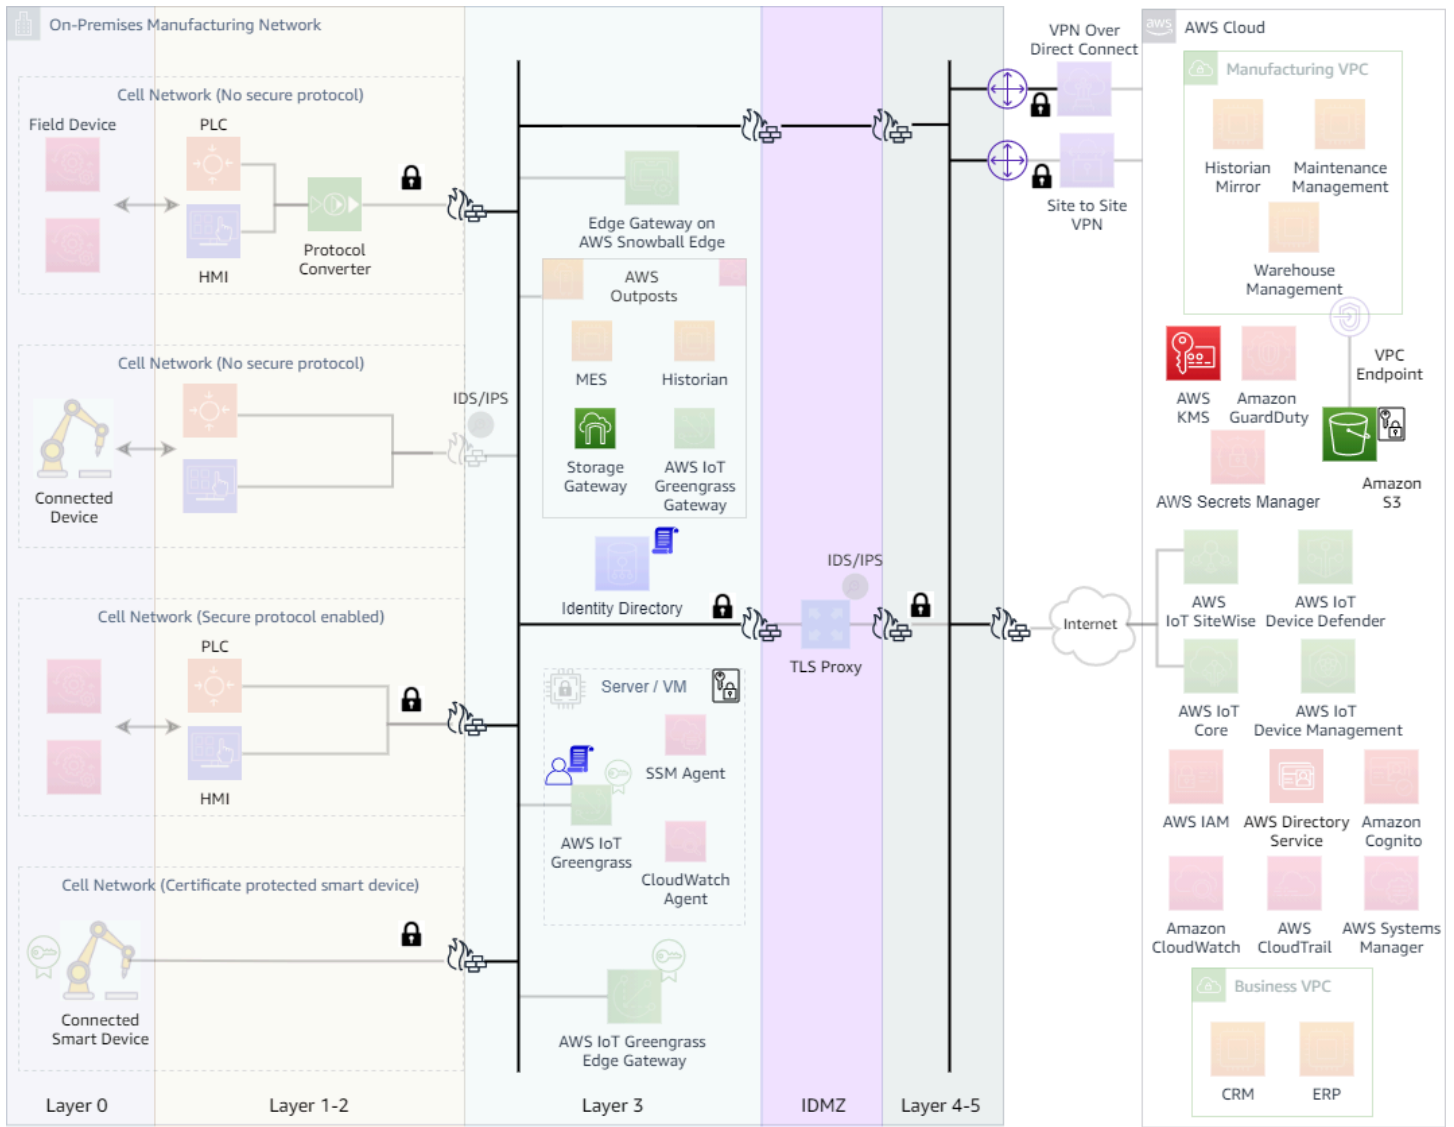 On-Premises Manufacturing Network
Cell Network (No secure protocol)
Field Device
PLC
HMI
Protocol
Converter
Cell Network (No secure protocol)
Connected
Device
IDS/IPS
Cell Network (Secure protocol enabled)
PLC
HMI
Cell Network (Certificate protected smart device)
Connected
Smart Device
Edge Gateway on
AWS Snowball Edge
AWS
Outposts
MES
Historian
Storage
Gateway
AWS IoT
Greengrass
Gateway
Identity Directory
Server / VM
SSM Agent
AWS IoT
Greengrass
CloudWatch
Agent
AWS IoT Greengrass
Edge Gateway
IDS/IPS
TLS Proxy
Layer 0
Layer 1-2
Layer 3
IDMZ
Layer 4-5
VPN Over
Direct Connect
Site to Site
VPN
Internet
aws
AWS Cloud
Manufacturing VPC
Historian
Mirror
Maintenance
Management
Warehouse
Management
VPC
Endpoint
AWS
KMS
Amazon
GuardDuty
Amazon
S3
AWS Secrets Manager
AWS
IoT SiteWise
AWS IoT
Device Defender
AWS IoT
Core
AWS IoT
Device Management
AWS IAM
AWS Directory
Service
Amazon
Cognito
Amazon
CloudWatch
AWS
CloudTrail
AWS Systems
Manager
Business VPC
CRM
ERP